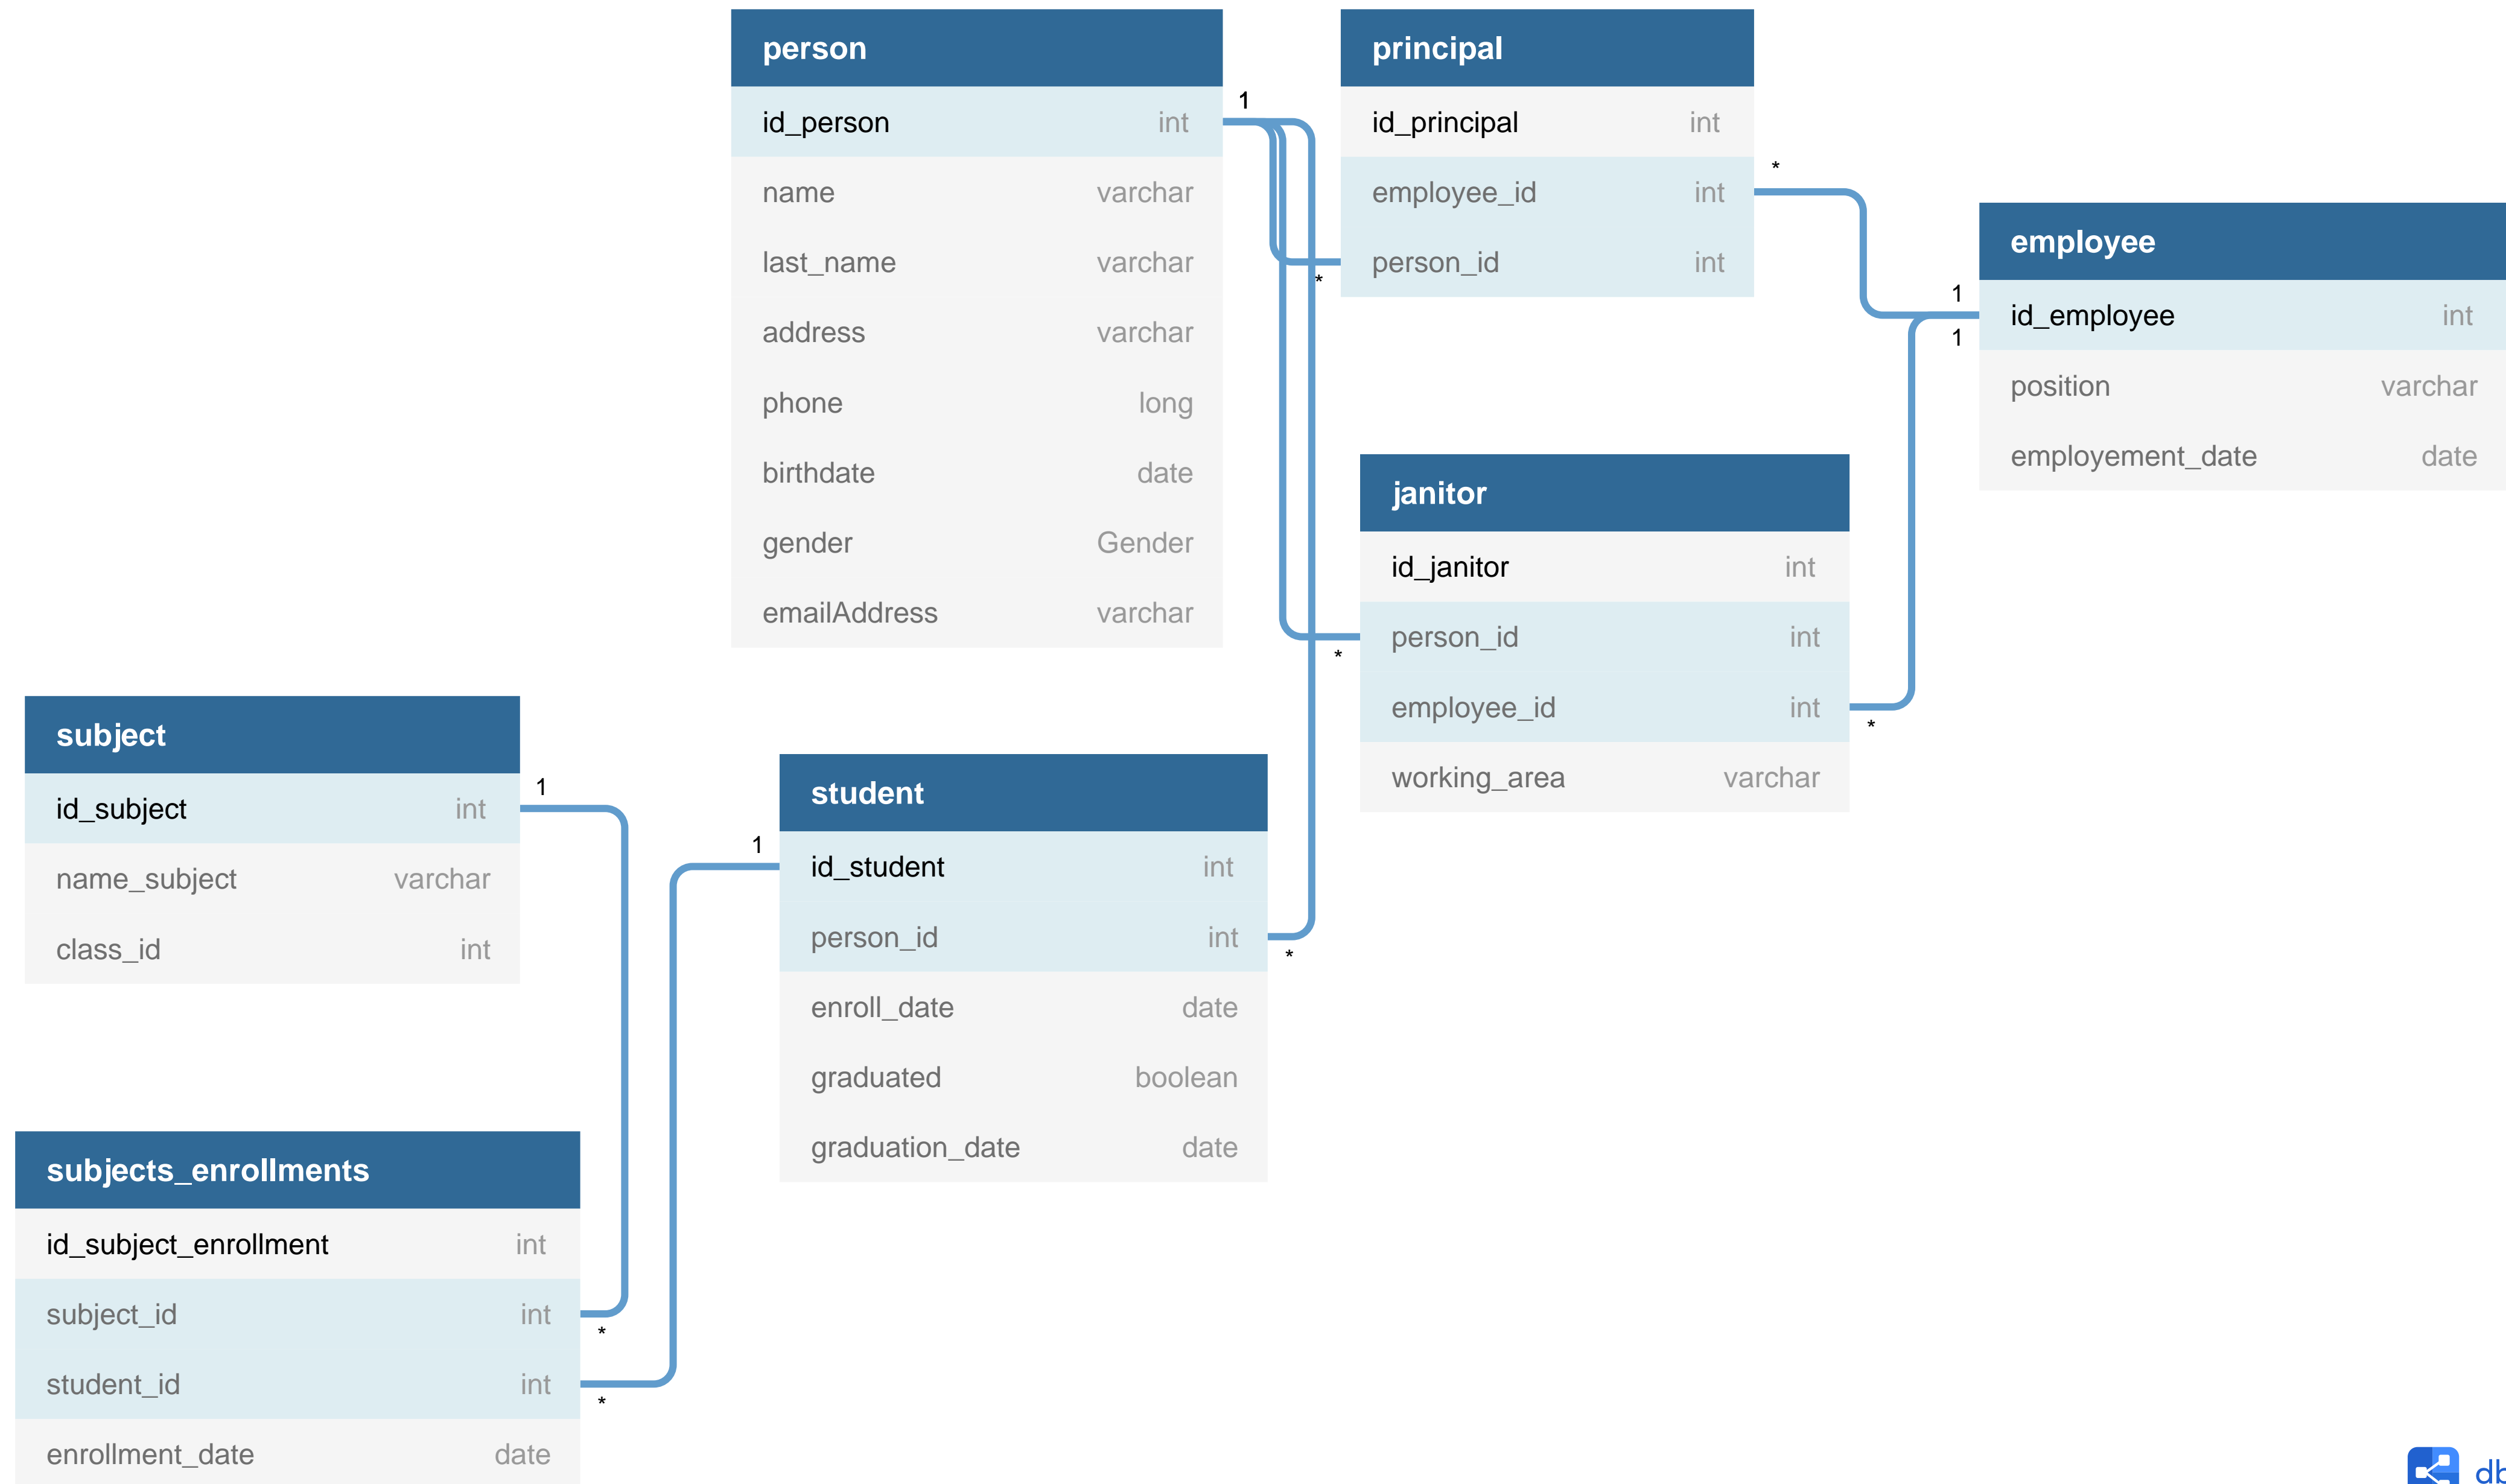 person
id_person int
name varchar
last_name varchar
address varchar
phone long
birthdate date
gender Gender
emailAddress varchar
1
*
principal
id_principal int
employee_id int
person_id int
*
employee
id_employee int
position varchar
employement_date date
1
1
janitor
id_janitor int
person_id int
employee_id int
working_area varchar
*
*
subject
id_subject int
name_subject varchar
class_id int
1
student
id_student int
person_id int
enroll_date date
graduated boolean
graduation_date date
1
*
subjects_enrollments
id_subject_enrollment int
subject_id int
student_id int
enrollment_date date
*
*